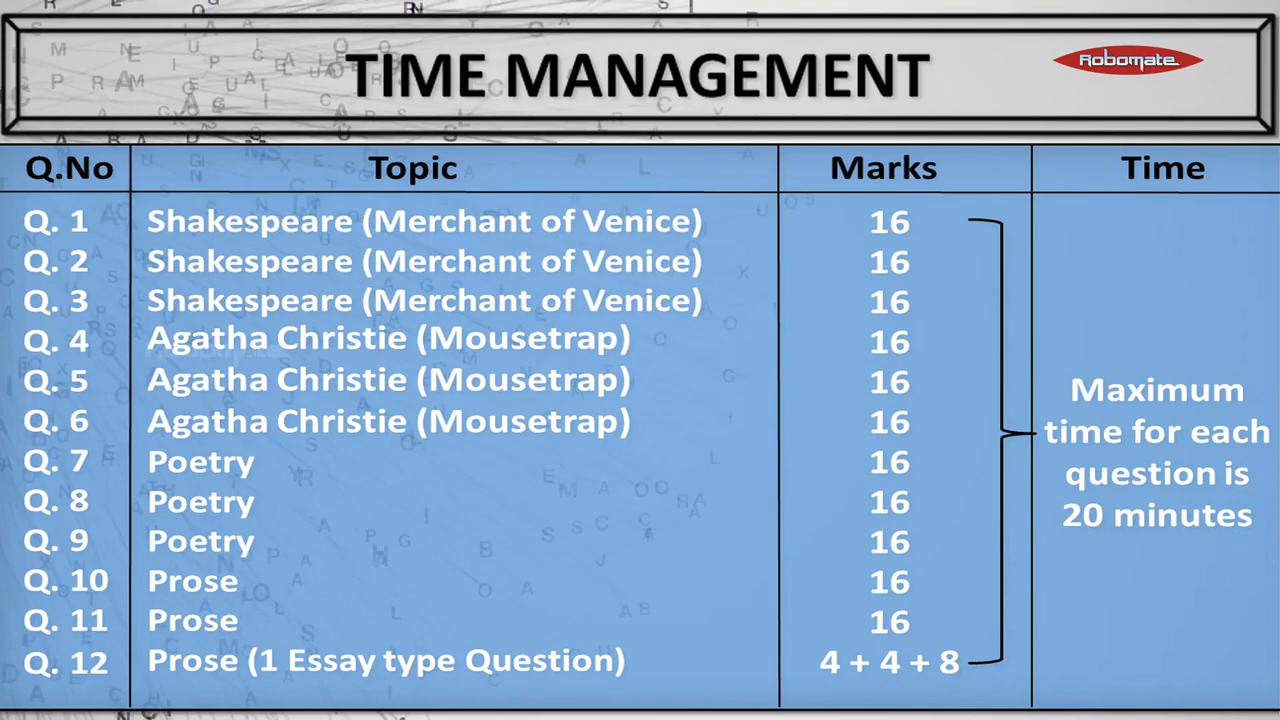 TIME MANAGEMENT
Robomate
Q.No Topic Marks Time
Q. 1 Shakespeare (Merchant of Venice) 16
Q. 2 Shakespeare (Merchant of Venice) 16
Q. 3 Shakespeare (Merchant of Venice) 16
Q. 4 Agatha Christie (Mousetrap) 16
Q. 5 Agatha Christie (Mousetrap) 16
Q. 6 Agatha Christie (Mousetrap) 16
Q. 7 Poetry 16
Q. 8 Poetry 16
Q. 9 Poetry 16
Q. 10 Prose 16
Q. 11 Prose 16
Q. 12 Prose (1 Essay type Question) 4 + 4 + 8
Maximum
time for each
question is
20 minutes